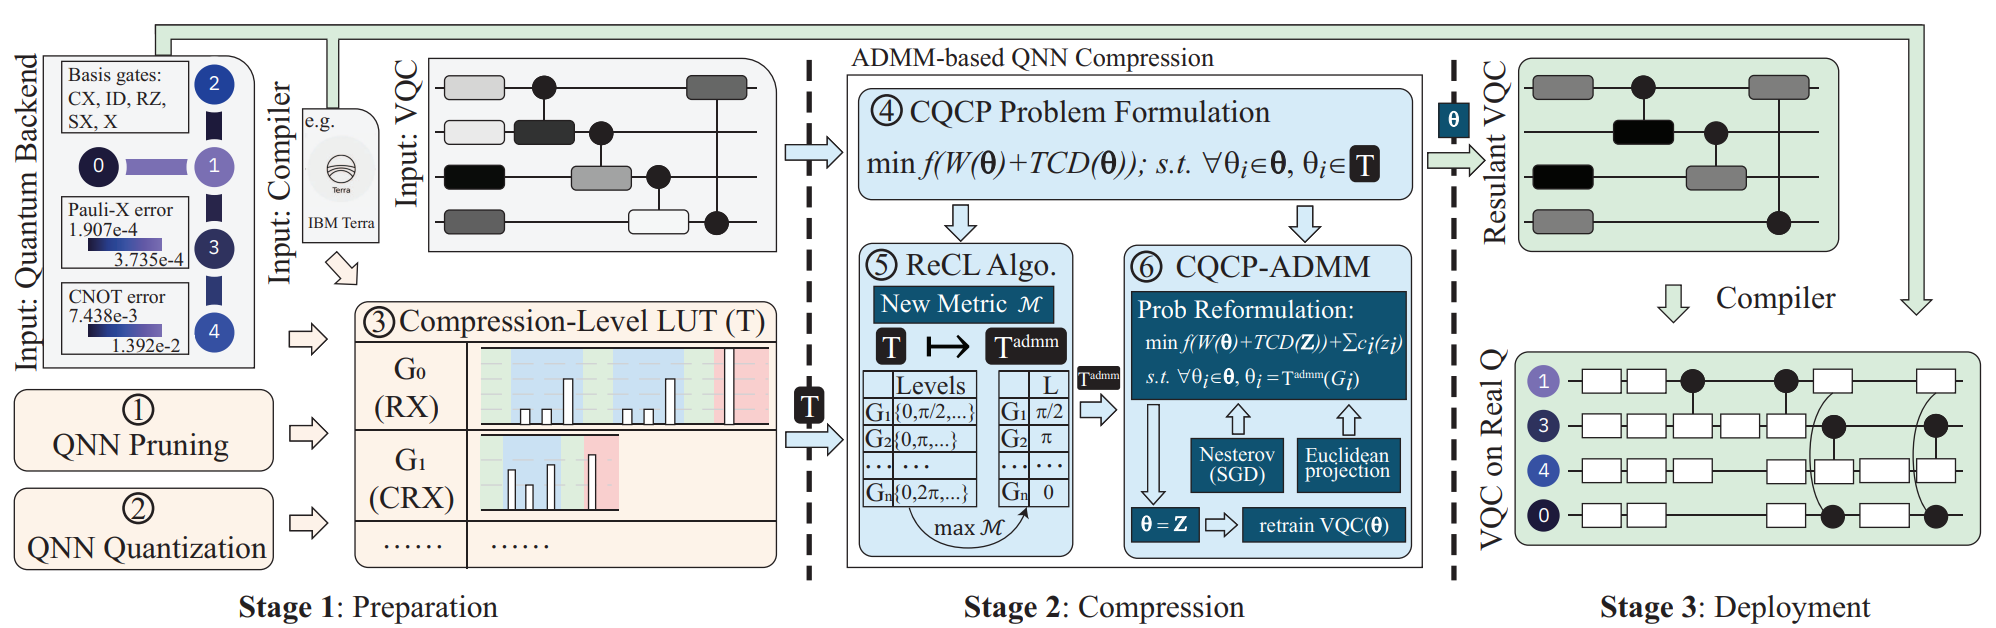 Input: Quantum Backend
Basis gates:
CX, ID, RZ,
SX, X
2
0
1
Pauli-X error
1.907e-4
3.735e-4
3
CNOT error
7.438e-3
1.392e-2
4
Input: Compiler
e.g.
Terra
IBM Terra
Input: VQC
① QNN Pruning
② QNN Quantization
③ Compression-Level LUT (T)
G₀
(RX)
G₁
(CRX)
......
......
T
Stage 1: Preparation
ADMM-based QNN Compression
④ CQCP Problem Formulation
min f(W(θ)+TCD(θ)); s.t. ∀θi∈θ, θi∈ T
⑤ ReCL Algo.
New Metric ℳ
T ↦ Tᵃᵈᵐᵐ
Levels
G₁ {0,π/2,...}
G₂ {0,π,...}
... ...
Gₙ {0,2π,...}
L
G₁ π/2
G₂ π
... ...
Gₙ 0
max ℳ
Tᵃᵈᵐᵐ
⑥ CQCP-ADMM
Prob Reformulation:
min f(W(θ)+TCD(Z))+∑ci(zi)
s.t. ∀θi∈θ, θi = Tᵃᵈᵐᵐ(Gi)
Nesterov
(SGD)
Euclidean
projection
θ = Z
retrain VQC(θ)
Stage 2: Compression
θ
Resulant VQC
Compiler
VQC on Real Q
1
3
4
0
Stage 3: Deployment